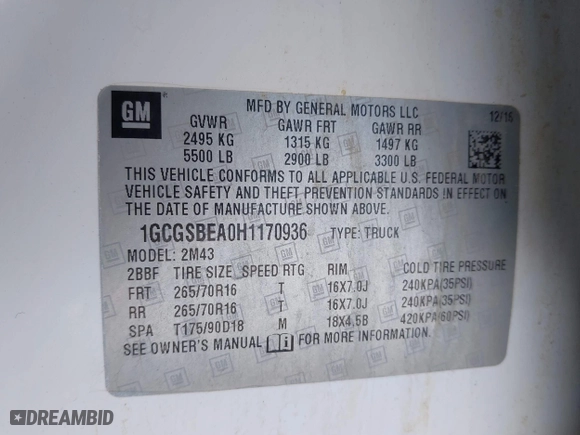 GM
MFD BY GENERAL MOTORS LLC
12/15
GVWR GAWR FRT GAWR RR
2495 KG 1315 KG 1497 KG
5500 LB 2900 LB 3300 LB
THIS VEHICLE CONFORMS TO ALL APPLICABLE U.S. FEDERAL MOTOR
VEHICLE SAFETY AND THEFT PREVENTION STANDARDS IN EFFECT ON
THE DATE OF MANUFACTURE SHOWN ABOVE.
1GCGSBEA0H1170936 TYPE: TRUCK
MODEL: 2M43
2BBF TIRE SIZE SPEED RTG RIM COLD TIRE PRESSURE
FRT 265/70R16 T 16X7.0J 240KPA(35PSI)
RR 265/70R16 T 16X7.0J 240KPA(35PSI)
SPA T175/90D18 M 18X4.5B 420KPA(60PSI)
SEE OWNER'S MANUAL FOR MORE INFORMATION.
DREAMBID